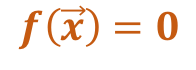 f(x⃗) = 0